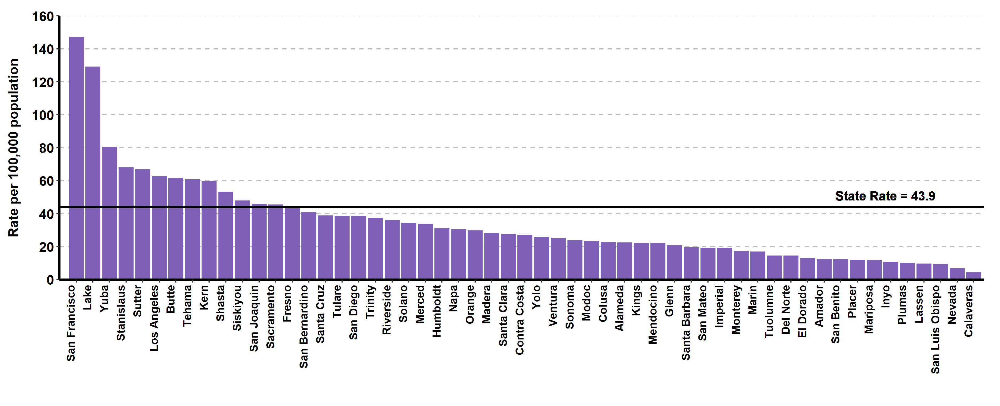 Rate per 100,000 population
160
140
120
100
80
60
40
20
0
State Rate = 43.9
San Francisco
Lake
Yuba
Stanislaus
Sutter
Los Angeles
Butte
Tehama
Kern
Shasta
Siskiyou
San Joaquin
Sacramento
Fresno
San Bernardino
Santa Cruz
Tulare
San Diego
Trinity
Riverside
Solano
Merced
Humboldt
Napa
Orange
Madera
Santa Clara
Contra Costa
Yolo
Ventura
Sonoma
Modoc
Colusa
Alameda
Kings
Mendocino
Glenn
Santa Barbara
San Mateo
Imperial
Monterey
Marin
Tuolumne
Del Norte
El Dorado
Amador
San Benito
Placer
Mariposa
Inyo
Plumas
Lassen
San Luis Obispo
Nevada
Calaveras